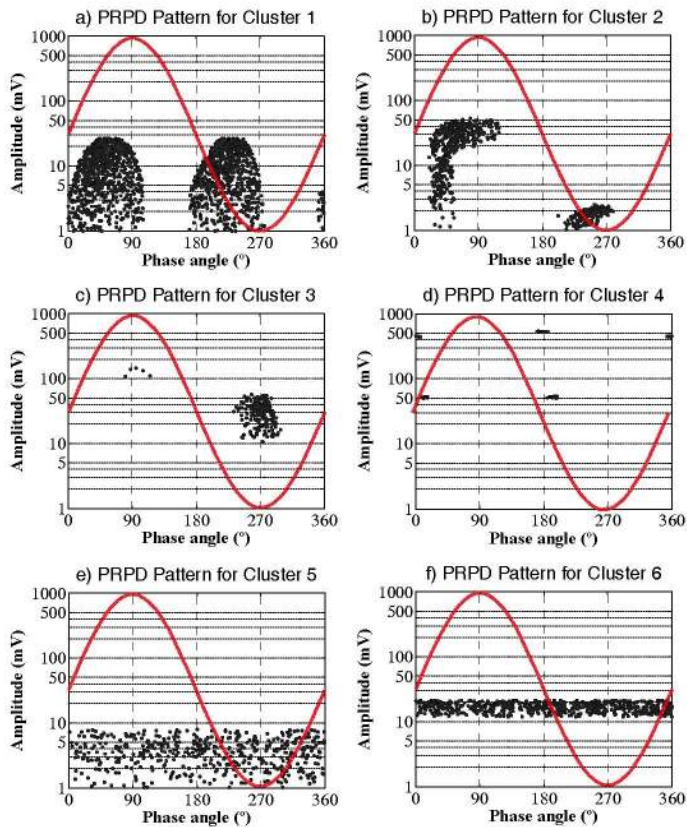 a) PRPD Pattern for Cluster 1
Amplitude (mV)
1000
500
100
50
10
5
1
0 90 180 270 360
Phase angle (º)
b) PRPD Pattern for Cluster 2
Amplitude (mV)
1000
500
100
50
10
5
1
0 90 180 270 360
Phase angle (º)
c) PRPD Pattern for Cluster 3
Amplitude (mV)
1000
500
100
50
10
5
1
0 90 180 270 360
Phase angle (º)
d) PRPD Pattern for Cluster 4
Amplitude (mV)
1000
500
100
50
10
5
1
0 90 180 270 360
Phase angle (º)
e) PRPD Pattern for Cluster 5
Amplitude (mV)
1000
500
100
50
10
5
1
0 90 180 270 360
Phase angle (º)
f) PRPD Pattern for Cluster 6
Amplitude (mV)
1000
500
100
50
10
5
1
0 90 180 270 360
Phase angle (º)